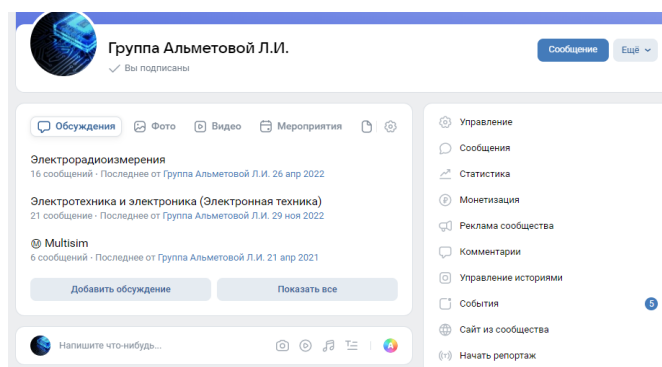 Группа Альметовой Л.И.
Вы подписаны
Сообщение
Ещё
Обсуждения
Фото
Видео
Мероприятия
Электрорадиоизмерения
16 сообщений · Последнее от Группа Альметовой Л.И. 26 апр 2022
Электротехника и электроника (Электронная техника)
21 сообщение · Последнее от Группа Альметовой Л.И. 29 ноя 2022
Ⓜ Multisim
6 сообщений · Последнее от Группа Альметовой Л.И. 21 апр 2021
Добавить обсуждение
Показать все
Напишите что-нибудь...
Управление
Сообщения
Статистика
Монетизация
Реклама сообщества
Комментарии
Управление историями
События
5
Сайт из сообщества
Начать репортаж